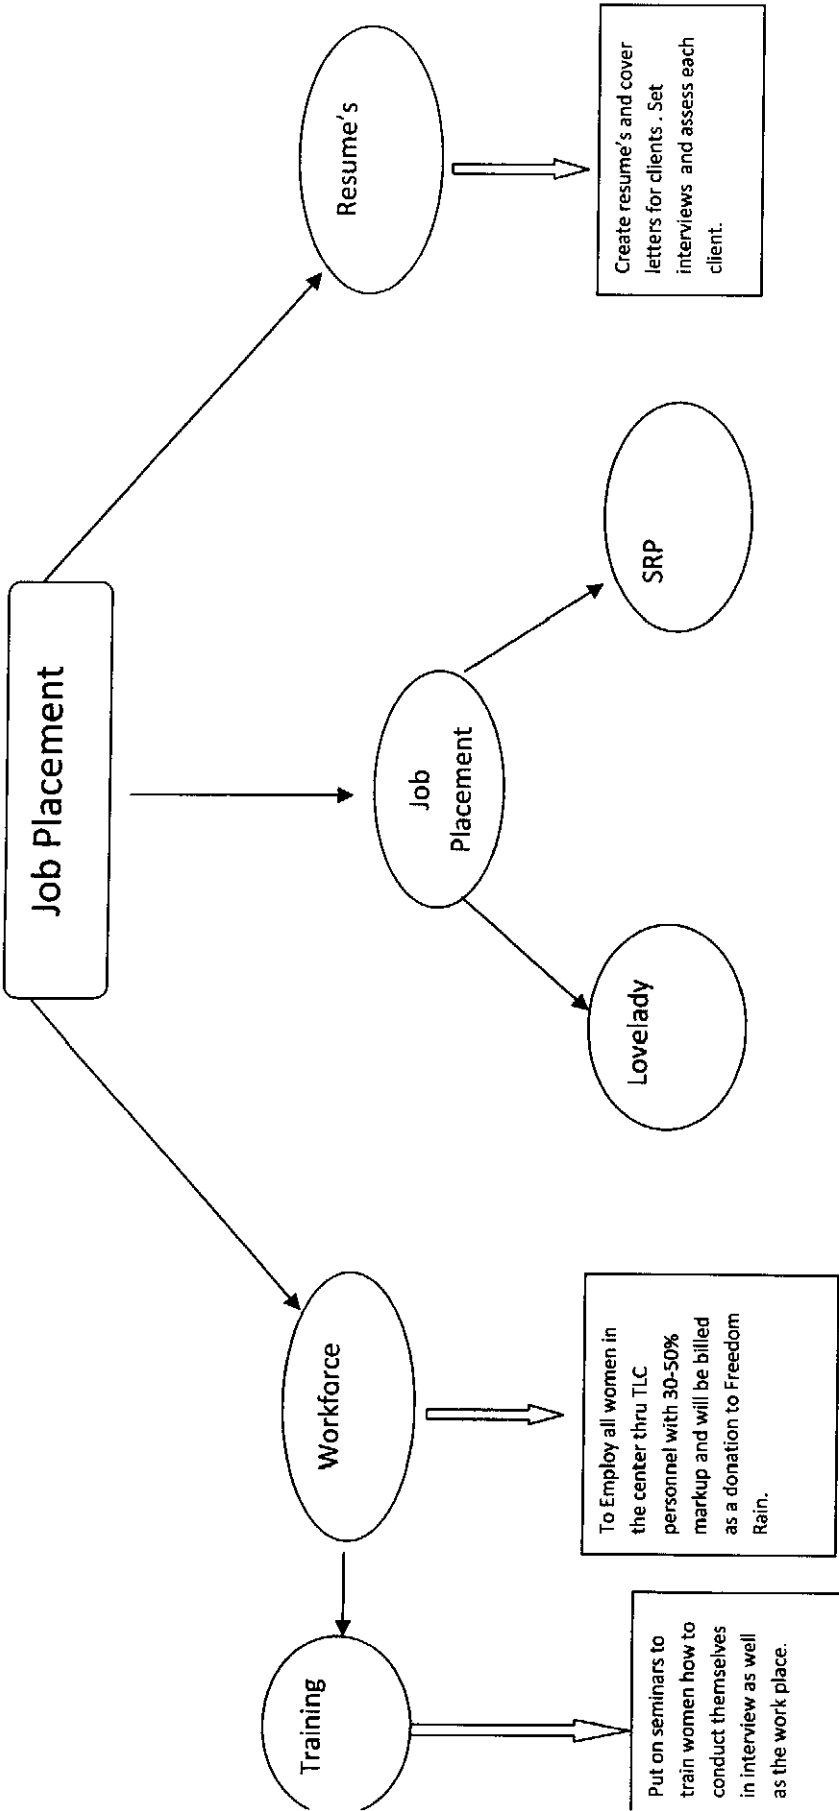 Job Placement
Training
Workforce
Job
Placement
Resume's
Lovelady
SRP
Put on seminars to
train women how to
conduct themselves
in interview as well
as the work place.
To Employ all women in
the center thru TLC
personnel with 30-50%
markup and will be billed
as a donation to Freedom
Rain.
Create resume's and cover
letters for clients . Set
interviews and assess each
client.